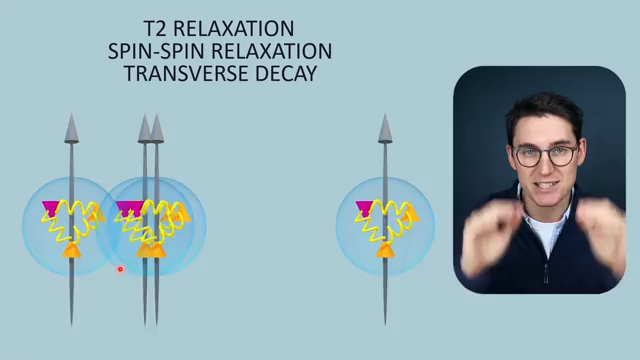 T2 RELAXATION
SPIN-SPIN RELAXATION
TRANSVERSE DECAY